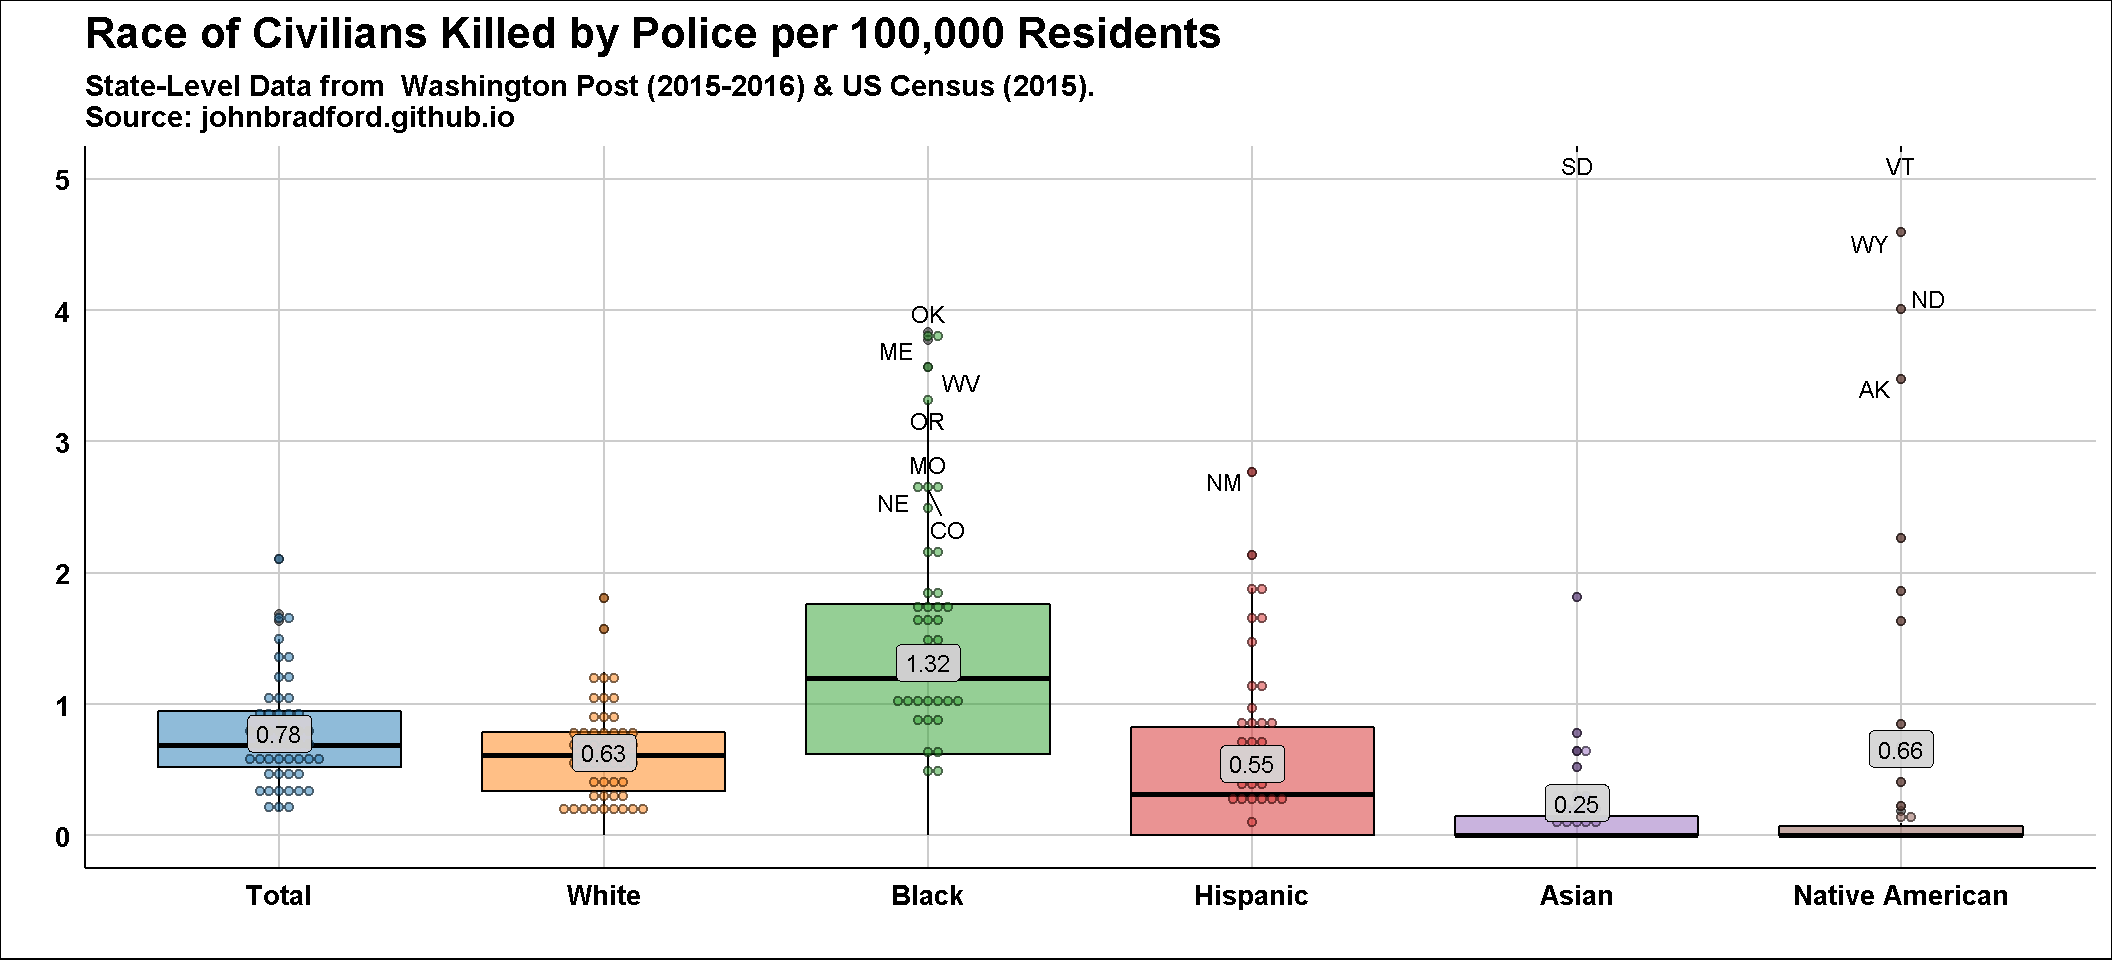 Race of Civilians Killed by Police per 100,000 Residents
State-Level Data from  Washington Post (2015-2016) & US Census (2015).
Source: johnbradford.github.io
5
SD
VT
WY
ND
4
OK
ME
WV
AK
OR
3
MO
NM
NE
CO
2
1
1.32
0.78
0.63
0.55
0.66
0.25
0
Total
White
Black
Hispanic
Asian
Native American